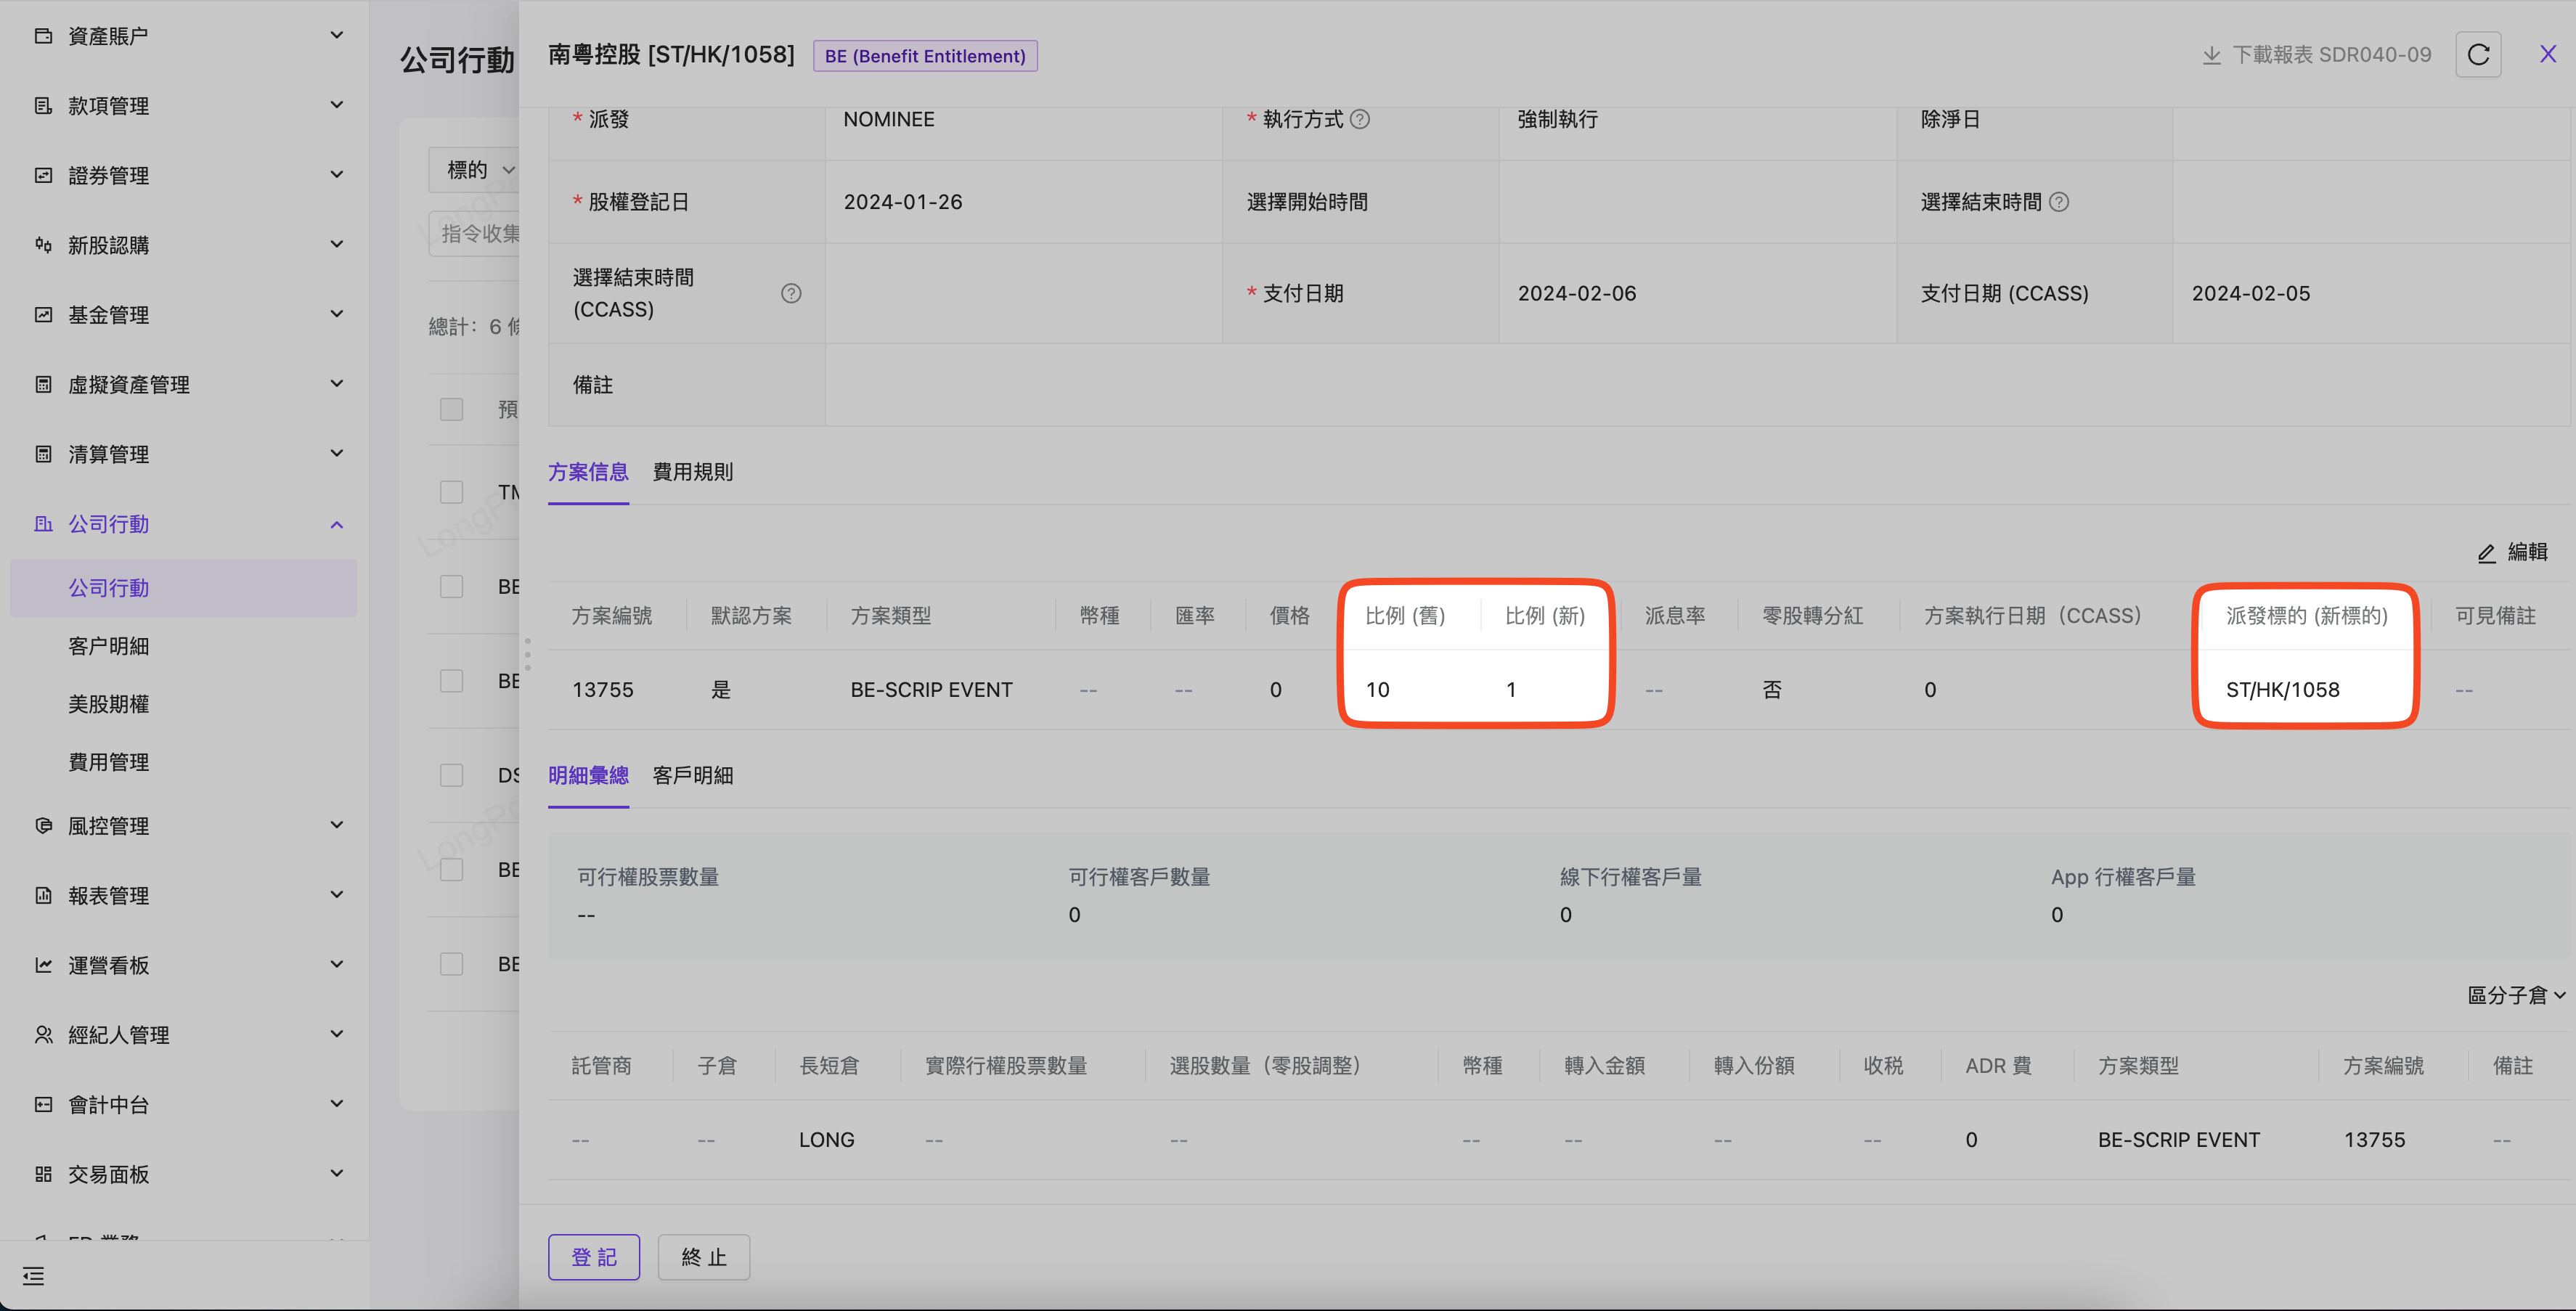 資產賬户
款項管理
證券管理
新股認購
基金管理
虛擬資產管理
清算管理
公司行動
公司行動
客户明細
美股期權
費用管理
風控管理
報表管理
運營看板
經紀人管理
會計中台
交易面板
公司行動
標的
指令收集
總計： 6 條
預
TM
BE
BE
DS
BE
BE
南粵控股 [ST/HK/1058] BE (Benefit Entitlement)
下載報表 SDR040-09
* 派發 NOMINEE * 執行方式 強制執行 除淨日
* 股權登記日 2024-01-26 選擇開始時間 選擇結束時間
選擇結束時間
(CCASS)
* 支付日期 2024-02-06 支付日期 (CCASS) 2024-02-05
備註
方案信息 費用規則
編輯
方案編號 默認方案 方案類型 幣種 匯率 價格 比例 (舊) 比例 (新) 派息率 零股轉分紅 方案執行日期（CCASS） 派發標的 (新標的) 可見備註
13755 是 BE-SCRIP EVENT -- -- 0 10 1 -- 否 0 ST/HK/1058 --
明細彙總 客戶明細
可行權股票數量 可行權客戶數量 線下行權客戶量 App 行權客戶量
-- 0 0 0
區分子倉
託管商 子倉 長短倉 實際行權股票數量 選股數量（零股調整） 幣種 轉入金額 轉入份額 收税 ADR 費 方案類型 方案編號 備註
-- -- LONG -- -- -- -- -- -- 0 BE-SCRIP EVENT 13755 --
登 記 終 止